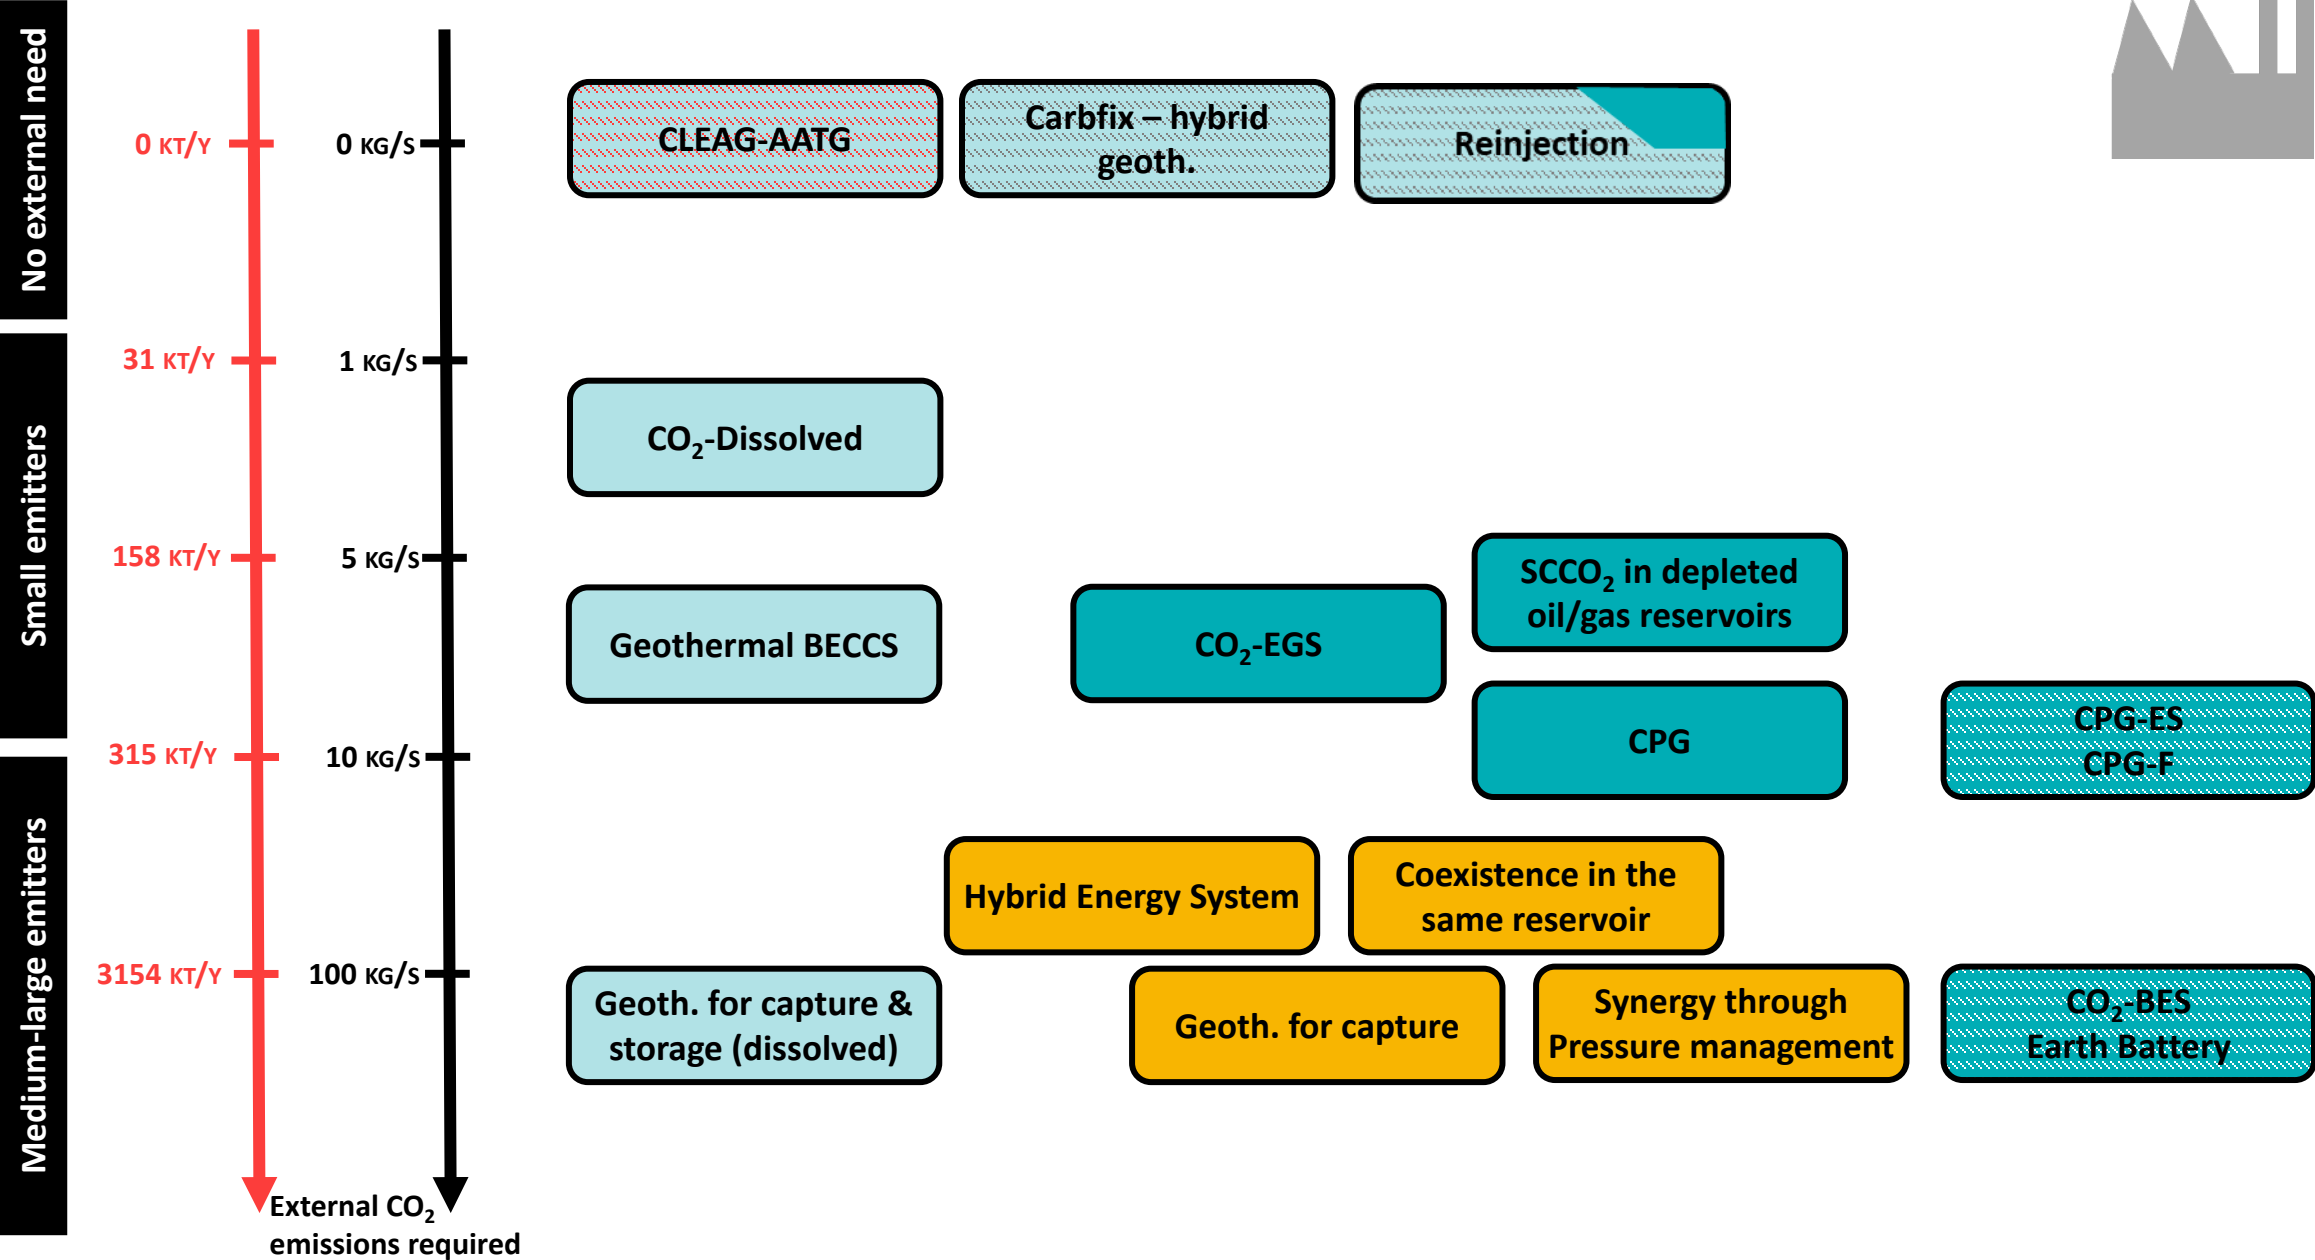 No external need
0 KT/Y
0 KG/S
CLEAG-AATG
Carbfix – hybrid
geoth.
Reinjection
Small emitters
31 KT/Y
1 KG/S
CO₂-Dissolved
158 KT/Y
5 KG/S
SCCO₂ in depleted
oil/gas reservoirs
Geothermal BECCS
CO₂-EGS
CPG
CPG-ES
CPG-F
Medium-large emitters
315 KT/Y
10 KG/S
Hybrid Energy System
Coexistence in the
same reservoir
3154 KT/Y
100 KG/S
Geoth. for capture &
storage (dissolved)
Geoth. for capture
Synergy through
Pressure management
CO₂-BES
Earth Battery
External CO₂
emissions required